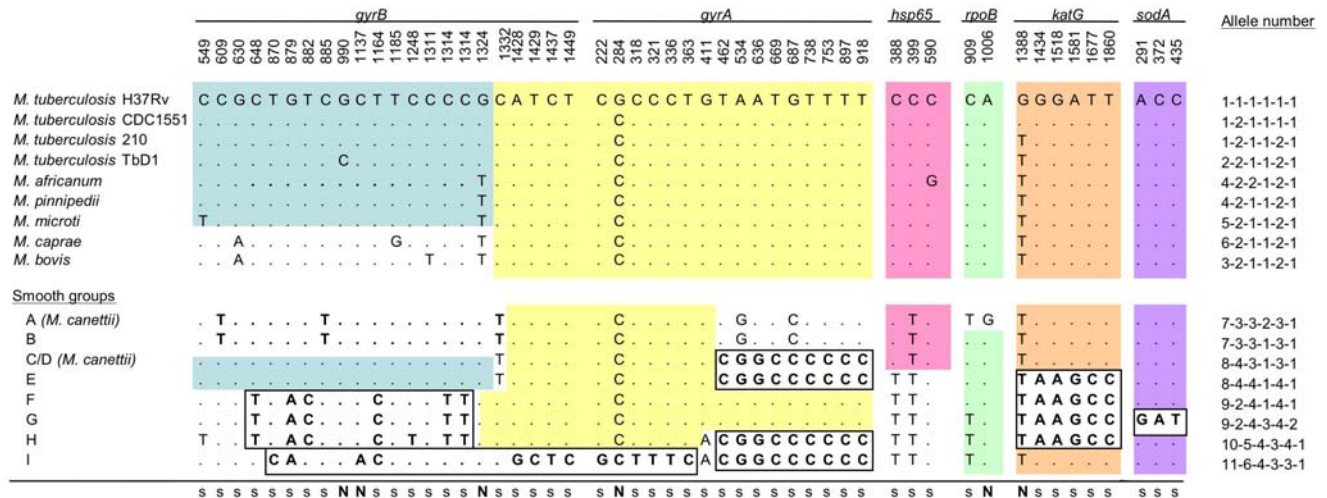 gyrB gyrA hsp65 rpoB katG sodA Allele number
549 609 630 648 870 879 882 885 990 1137 1164 1185 1248 1311 1314 1314 1324 1332 1428 1429 1437 1449 222 284 318 321 336 363 411 462 534 636 669 687 738 753 897 918 388 399 590 909 1006 1388 1434 1518 1581 1677 1860 291 372 435
M. tuberculosis H37Rv C C G C T G T C G C T T C C C C G C A T C T C G C C C T G T A A T G T T T T C C C C A G G G A T T A C C 1-1-1-1-1-1
M. tuberculosis CDC1551 . . . . . . . . . . . . . . . . . . . . . . . C . . . . . . . . . . . . . . . . . . . . . . . . . . . . 1-2-1-1-1-1
M. tuberculosis 210 . . . . . . . . . . . . . . . . . . . . . . . C . . . . . . . . . . . . . . . . . . . T . . . . . . . . 1-2-1-1-2-1
M. tuberculosis TbD1 . . . . . . . . C . . . . . . . . . . . . . . C . . . . . . . . . . . . . . . . . . . T . . . . . . . . 2-2-1-1-2-1
M. africanum . . . . . . . . . . . . . . . . T . . . . . . C . . . . . . . . . . . . . . . . G . . T . . . . . . . . 4-2-2-1-2-1
M. pinnipedii . . . . . . . . . . . . . . . . T . . . . . . C . . . . . . . . . . . . . . . . . . . T . . . . . . . . 4-2-1-1-2-1
M. microti T . . . . . . . . . . . . . . . T . . . . . . C . . . . . . . . . . . . . . . . . . . T . . . . . . . . 5-2-1-1-2-1
M. caprae . . A . . . . . . . . G . . . . T . . . . . . C . . . . . . . . . . . . . . . . . . . T . . . . . . . . 6-2-1-1-2-1
M. bovis . . A . . . . . . . . . . T . . T . . . . . . C . . . . . . . . . . . . . . . . . . . T . . . . . . . . 3-2-1-1-2-1
Smooth groups
A (M. canettii) . T . . . . . T . . . . . . . . . T . . . . . C . . . . . . G . . C . . . . . T . T G T . . . . . . . . 7-3-3-2-3-1
B . T . . . . . T . . . . . . . . . T . . . . . C . . . . . . G . . C . . . . . T . . . T . . . . . . . . 7-3-3-1-3-1
C/D (M. canettii) . . . . . . . . . . . . . . . . . T . . . . . C . . . . . C G G C C C C C C . T . . . T . . . . . . . . 8-4-3-1-3-1
E . . . . . . . . . . . . . . . . . T . . . . . C . . . . . C G G C C C C C C T T . . . T A A G C C . . . 8-4-4-1-4-1
F . . . T . A C . . . C . . . T T . . . . . . . C . . . . . . . . . . . . . . T T . . . T A A G C C . . . 9-2-4-1-4-1
G . . . T . A C . . . C . . . T T . . . . . . . C . . . . . . . . . . . . . . T T . T . T A A G C C G A T 9-2-4-3-4-2
H T . . T . A C . . . C . T . T T . . . . . . . C . . . . A C G G C C C C C C T T . T . T A A G C C . . . 10-5-4-3-4-1
I . . . . C A . . . A C . . . . . . . G C T C G C T T T C A C G G C C C C C C T T . T . T . . . . . . . . 11-6-4-3-3-1
s s s s s s s s N N s s s s s s N s s s s s s N s s s s s s s s s s s s s s s s s s N N s s s s s s s s